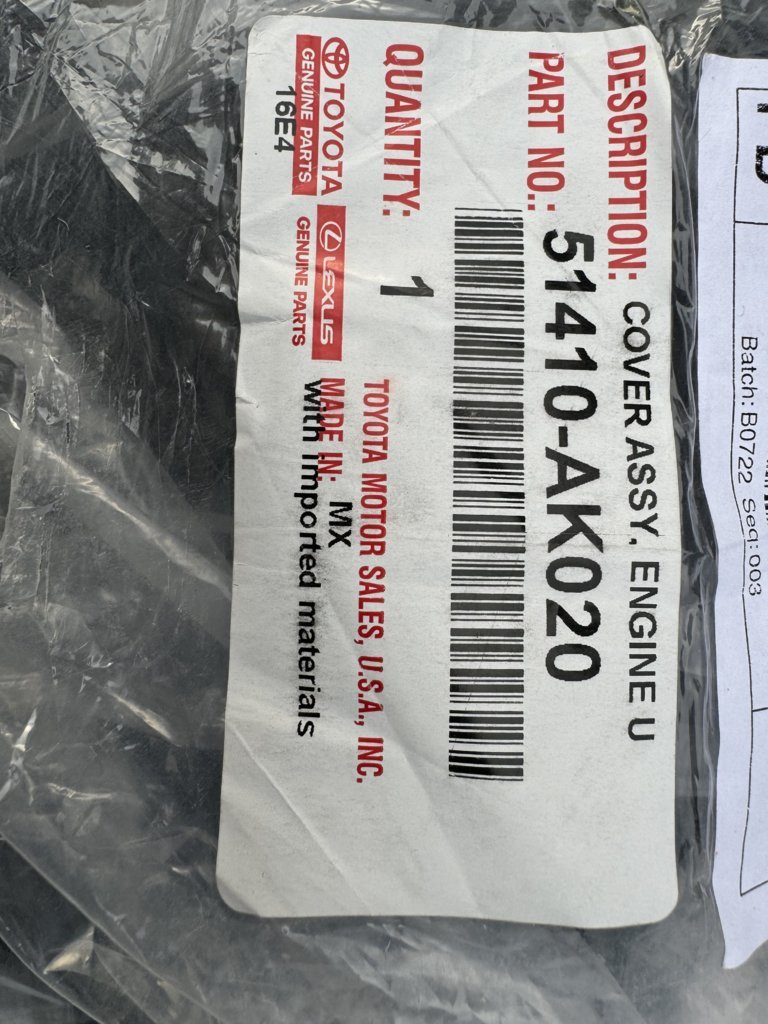 DESCRIPTION: COVER ASSY, ENGINE U
PART NO.: 51410-AK020
QUANTITY: 1
TOYOTA MOTOR SALES, U.S.A., INC.
MADE IN: MX
With Imported materials
TOYOTA
GENUINE PARTS
16E4
LEXUS
GENUINE PARTS
Batch: B0722 Seq: 003